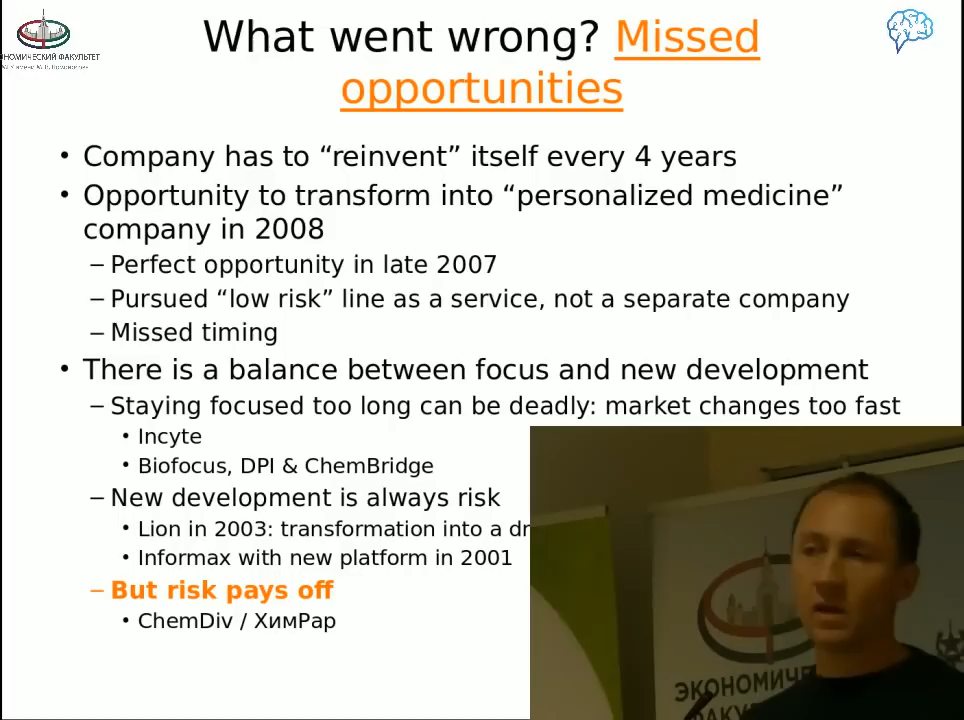 What went wrong? Missed
opportunities
• Company has to “reinvent” itself every 4 years
• Opportunity to transform into “personalized medicine”
company in 2008
– Perfect opportunity in late 2007
– Pursued “low risk” line as a service, not a separate company
– Missed timing
• There is a balance between focus and new development
– Staying focused too long can be deadly: market changes too fast
• Incyte
• Biofocus, DPI & ChemBridge
– New development is always risk
• Lion in 2003: transformation into a dr
• Informax with new platform in 2001
– But risk pays off
• ChemDiv / ХимРар
НОМИЧЕСКИЙ ФАКУЛЬТЕТ
ЭКОНОМИЧЕ
ФАКУ